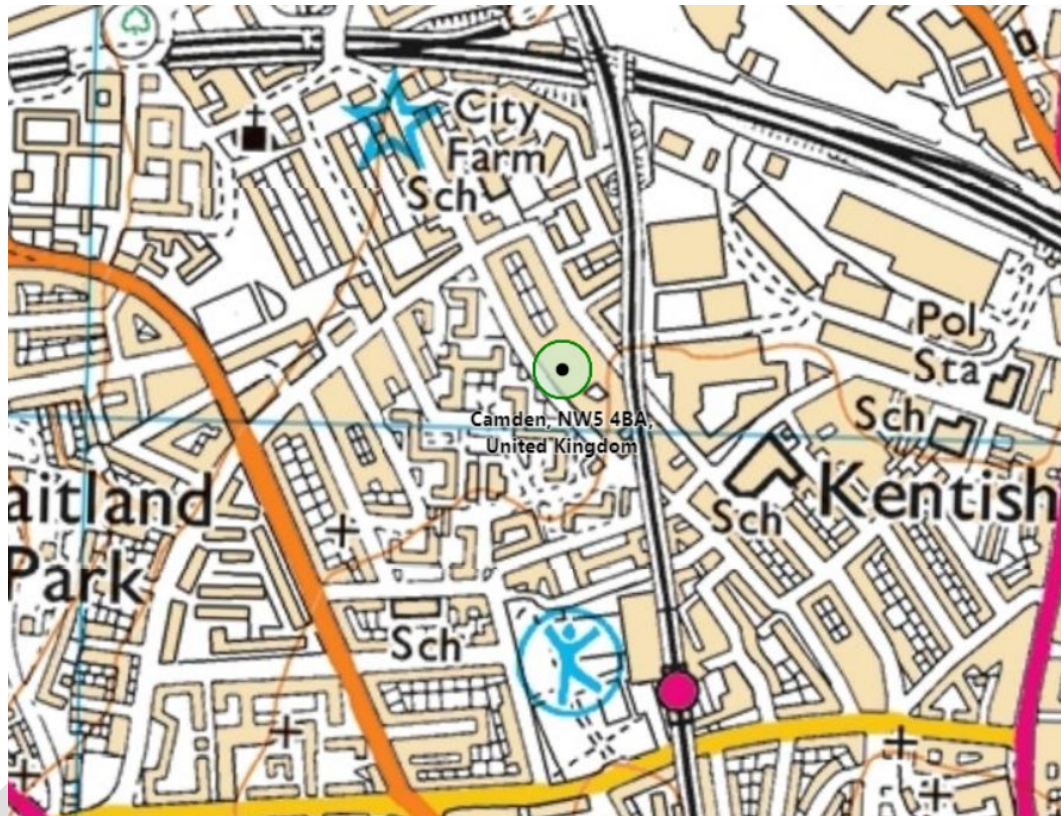 City
Farm
Sch
Pol
Sta
Camden, NW5 4BA,
United Kingdom
Sch
aitland
Park
Sch
Kentish
Sch